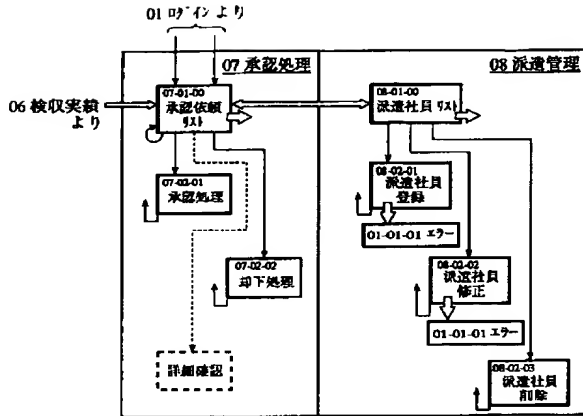 01 ログイン より
07 承認処理
08 派遣管理
06 検収実績
より
07-01-00
承認依頼
リスト
08-01-00
派遣社員 リスト
07-02-01
承認処理
08-02-01
派遣社員
登録
01-01-01 エラー
07-02-02
却下処理
08-02-02
派遣社員
修正
01-01-01 エラー
詳細確認
08-02-03
派遣社員
削除